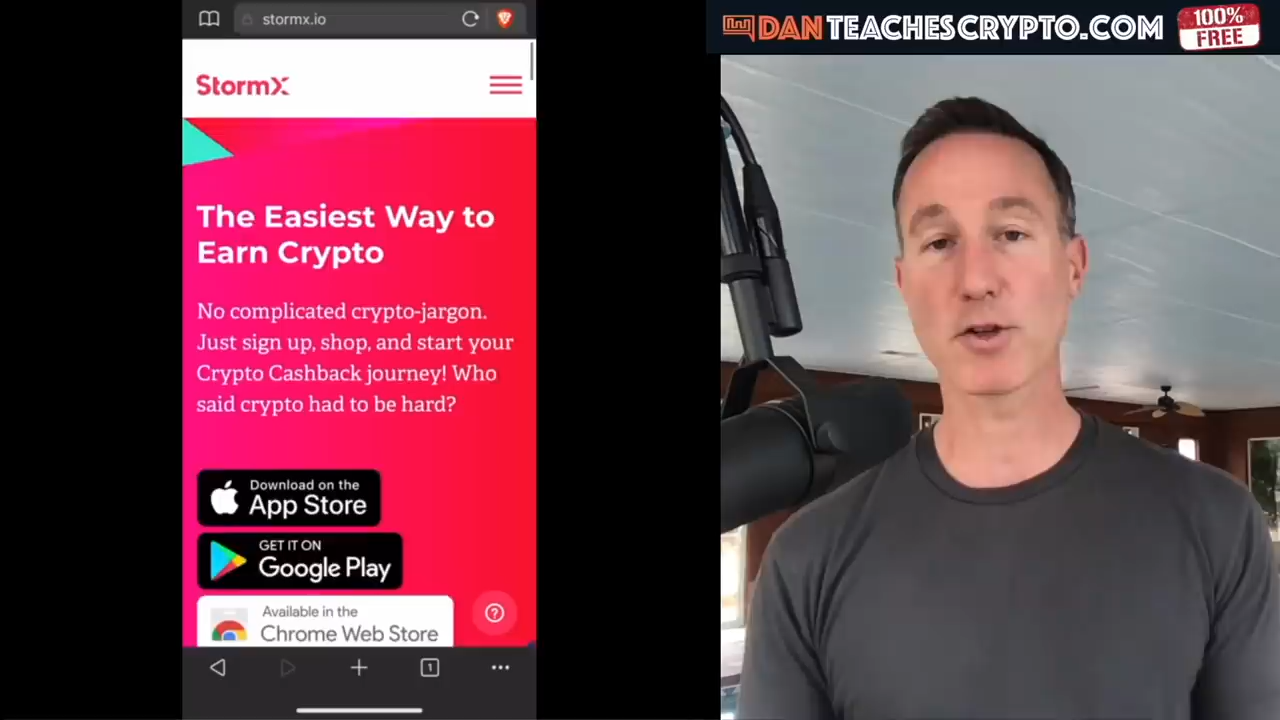 stormx.io
StormX
The Easiest Way to
Earn Crypto
No complicated crypto-jargon.
Just sign up, shop, and start your
Crypto Cashback journey! Who
said crypto had to be hard?
Download on the
App Store
GET IT ON
Google Play
Available in the
Chrome Web Store
1
DANTEACHESCRYPTO.COM
100%
FREE